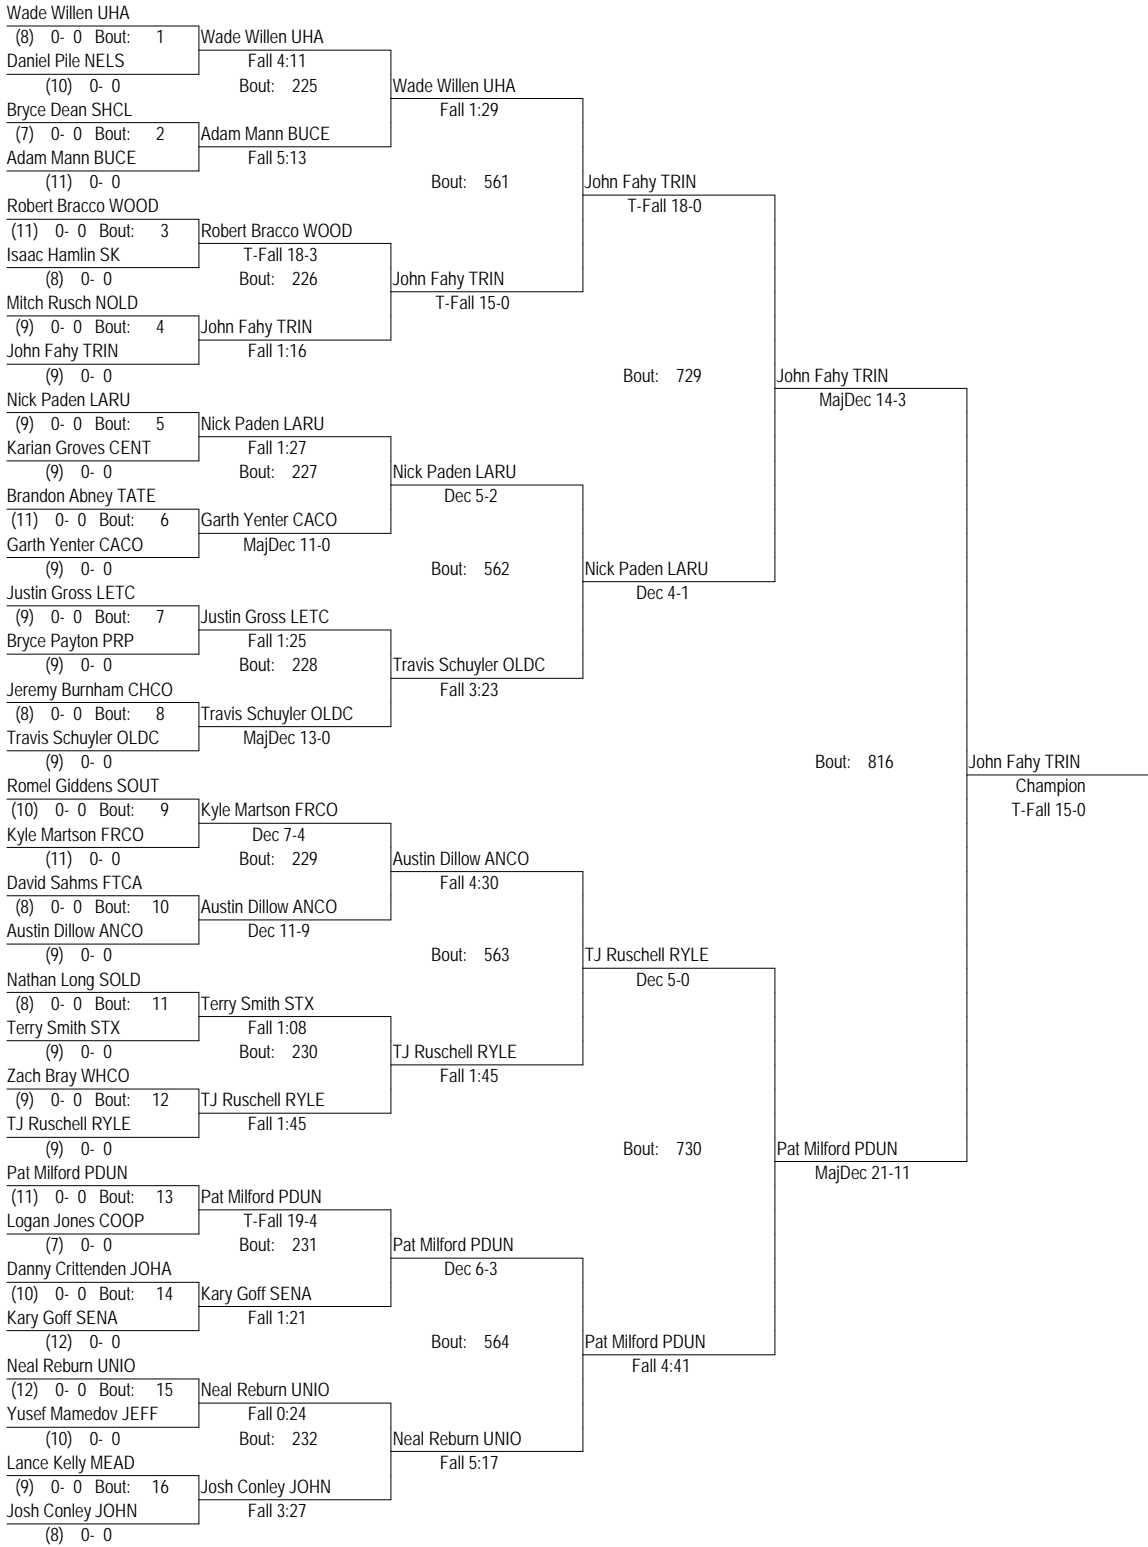 Wade Willen UHA
(8) 0- 0 Bout: 1 Wade Willen UHA
Daniel Pile NELS Fall 4:11
(10) 0- 0 Bout: 225 Wade Willen UHA
Bryce Dean SHCL Fall 1:29
(7) 0- 0 Bout: 2 Adam Mann BUCE
Adam Mann BUCE Fall 5:13
(11) 0- 0 Bout: 561 John Fahy TRIN
Robert Bracco WOOD T-Fall 18-0
(11) 0- 0 Bout: 3 Robert Bracco WOOD
Isaac Hamlin SK T-Fall 18-3
(8) 0- 0 Bout: 226 John Fahy TRIN
Mitch Rusch NOLD T-Fall 15-0
(9) 0- 0 Bout: 4 John Fahy TRIN
John Fahy TRIN Fall 1:16
(9) 0- 0 Bout: 729 John Fahy TRIN
Nick Paden LARU MajDec 14-3
(9) 0- 0 Bout: 5 Nick Paden LARU
Karian Groves CENT Fall 1:27
(9) 0- 0 Bout: 227 Nick Paden LARU
Brandon Abney TATE Dec 5-2
(11) 0- 0 Bout: 6 Garth Yenter CACO
Garth Yenter CACO MajDec 11-0
(9) 0- 0 Bout: 562 Nick Paden LARU
Justin Gross LETC Dec 4-1
(9) 0- 0 Bout: 7 Justin Gross LETC
Bryce Payton PRP Fall 1:25
(9) 0- 0 Bout: 228 Travis Schuyler OLDC
Jeremy Burnham CHCO Fall 3:23
(8) 0- 0 Bout: 8 Travis Schuyler OLDC
Travis Schuyler OLDC MajDec 13-0
(9) 0- 0 Bout: 816 John Fahy TRIN
Romel Giddens SOUT Champion
(10) 0- 0 Bout: 9 Kyle Martson FRCO T-Fall 15-0
Kyle Martson FRCO Dec 7-4
(11) 0- 0 Bout: 229 Austin Dillow ANCO
David Sahms FTCA Fall 4:30
(8) 0- 0 Bout: 10 Austin Dillow ANCO
Austin Dillow ANCO Dec 11-9
(9) 0- 0 Bout: 563 TJ Ruschell RYLE
Nathan Long SOLD Dec 5-0
(8) 0- 0 Bout: 11 Terry Smith STX
Terry Smith STX Fall 1:08
(9) 0- 0 Bout: 230 TJ Ruschell RYLE
Zach Bray WHCO Fall 1:45
(9) 0- 0 Bout: 12 TJ Ruschell RYLE
TJ Ruschell RYLE Fall 1:45
(9) 0- 0 Bout: 730 Pat Milford PDUN
Pat Milford PDUN MajDec 21-11
(11) 0- 0 Bout: 13 Pat Milford PDUN
Logan Jones COOP T-Fall 19-4
(7) 0- 0 Bout: 231 Pat Milford PDUN
Danny Crittenden JOHA Dec 6-3
(10) 0- 0 Bout: 14 Kary Goff SENA
Kary Goff SENA Fall 1:21
(12) 0- 0 Bout: 564 Pat Milford PDUN
Neal Reburn UNIO Fall 4:41
(12) 0- 0 Bout: 15 Neal Reburn UNIO
Yusef Mamedov JEFF Fall 0:24
(10) 0- 0 Bout: 232 Neal Reburn UNIO
Lance Kelly MEAD Fall 5:17
(9) 0- 0 Bout: 16 Josh Conley JOHN
Josh Conley JOHN Fall 3:27
(8) 0- 0